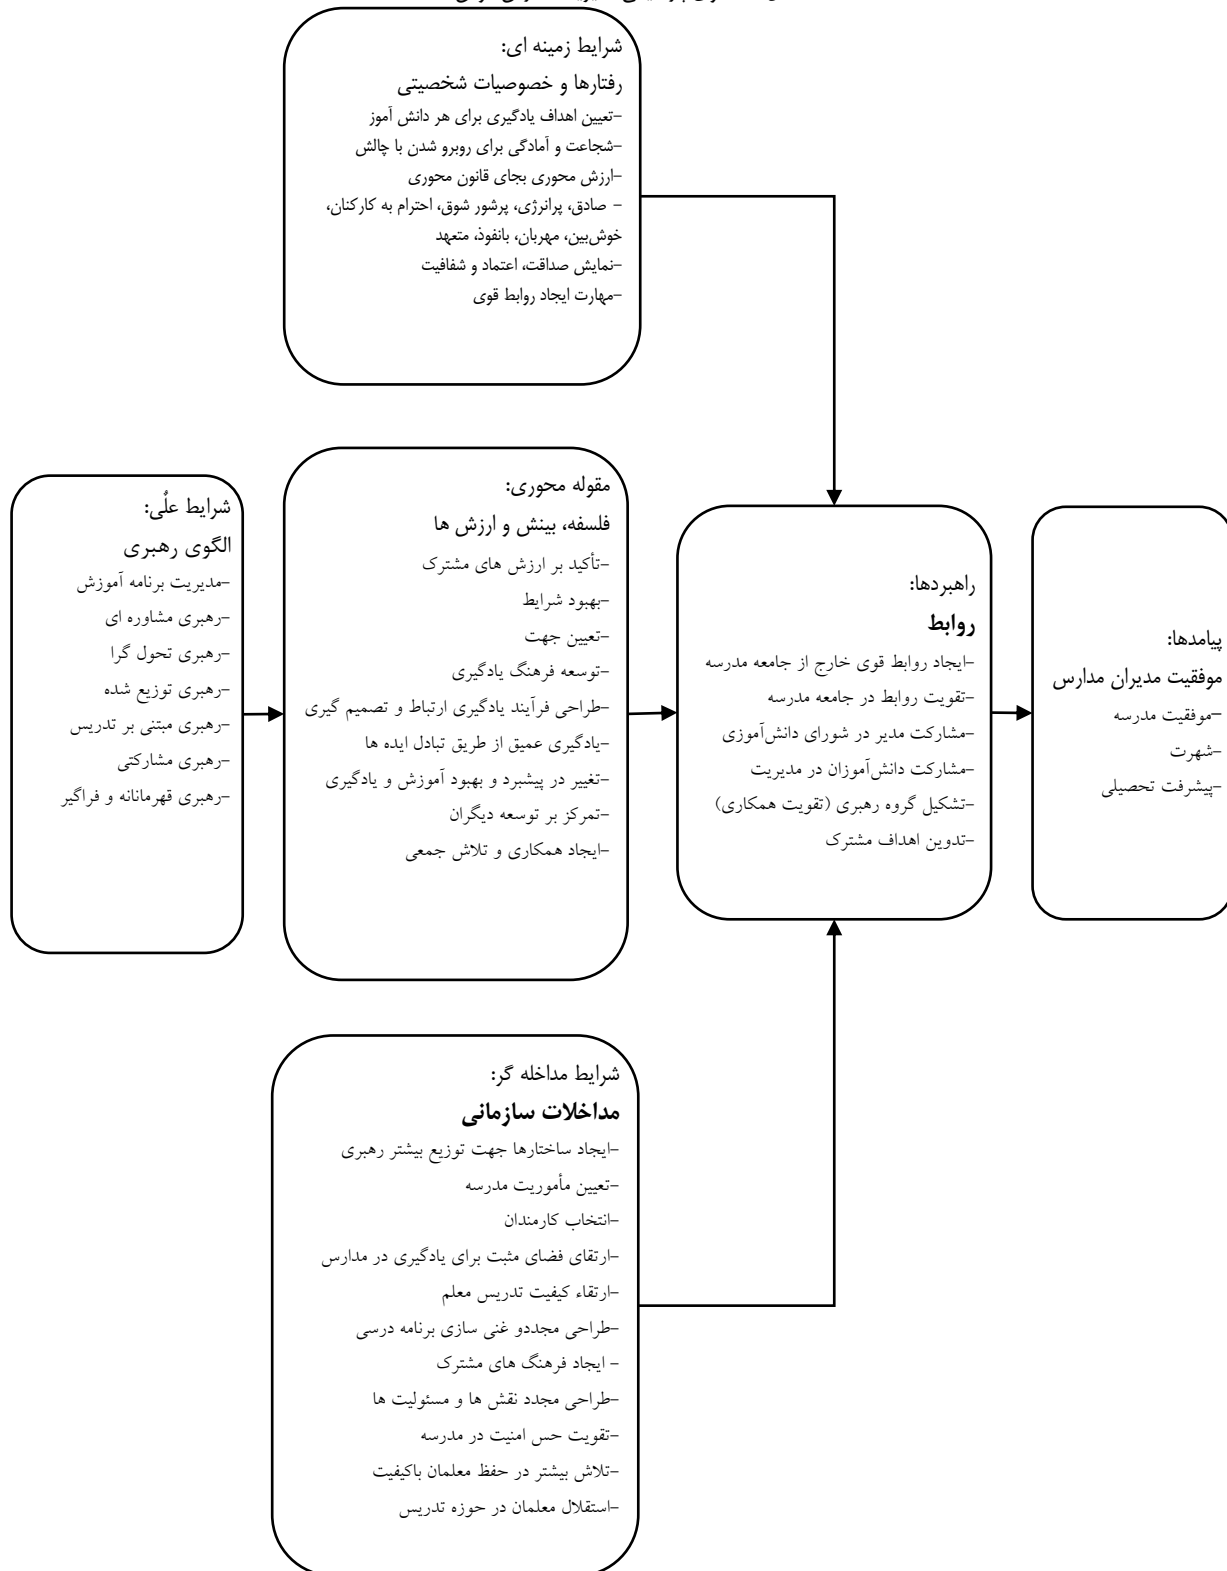 شرایط زمینه ای:
رفتارها و خصوصیات شخصیتی
-تعیین اهداف یادگیری برای هر دانش آموز
-شجاعت و آمادگی برای روبرو شدن با چالش
-ارزش محوری بجای قانون محوری
- صادق، پرانرژی، پرشور شوق، احترام به کارکنان،
خوش‌بین، مهربان، بانفوذ، متعهد
-نمایش صداقت، اعتماد و شفافیت
-مهارت ایجاد روابط قوی
شرایط علّی:
الگوی رهبری
-مدیریت برنامه آموزش
-رهبری مشاوره ای
-رهبری تحول گرا
-رهبری توزیع شده
-رهبری مبتنی بر تدریس
-رهبری مشارکتی
-رهبری قهرمانانه و فراگیر
مقوله محوری:
فلسفه، بینش و ارزش ها
-تأکید بر ارزش های مشترک
-بهبود شرایط
-تعیین جهت
-توسعه فرهنگ یادگیری
-طراحی فرآیند یادگیری ارتباط و تصمیم گیری
-یادگیری عمیق از طریق تبادل ایده ها
-تغییر در پیشبرد و بهبود آموزش و یادگیری
-تمرکز بر توسعه دیگران
-ایجاد همکاری و تلاش جمعی
راهبردها:
روابط
-ایجاد روابط قوی خارج از جامعه مدرسه
-تقویت روابط در جامعه مدرسه
-مشارکت مدیر در شورای دانش‌آموزی
-مشارکت دانش‌آموزان در مدیریت
-تشکیل گروه رهبری (تقویت همکاری)
-تدوین اهداف مشترک
پیامدها:
موفقیت مدیران مدارس
-موفقیت مدرسه
-شهرت
-پیشرفت تحصیلی
شرایط مداخله گر:
مداخلات سازمانی
-ایجاد ساختارها جهت توزیع بیشتر رهبری
-تعیین مأموریت مدرسه
-انتخاب کارمندان
-ارتقای فضای مثبت برای یادگیری در مدارس
-ارتقاء کیفیت تدریس معلم
-طراحی مجددو غنی سازی برنامه درسی
- ایجاد فرهنگ های مشترک
-طراحی مجدد نقش ها و مسئولیت ها
-تقویت حس امنیت در مدرسه
-تلاش بیشتر در حفظ معلمان باکیفیت
-استقلال معلمان در حوزه تدریس